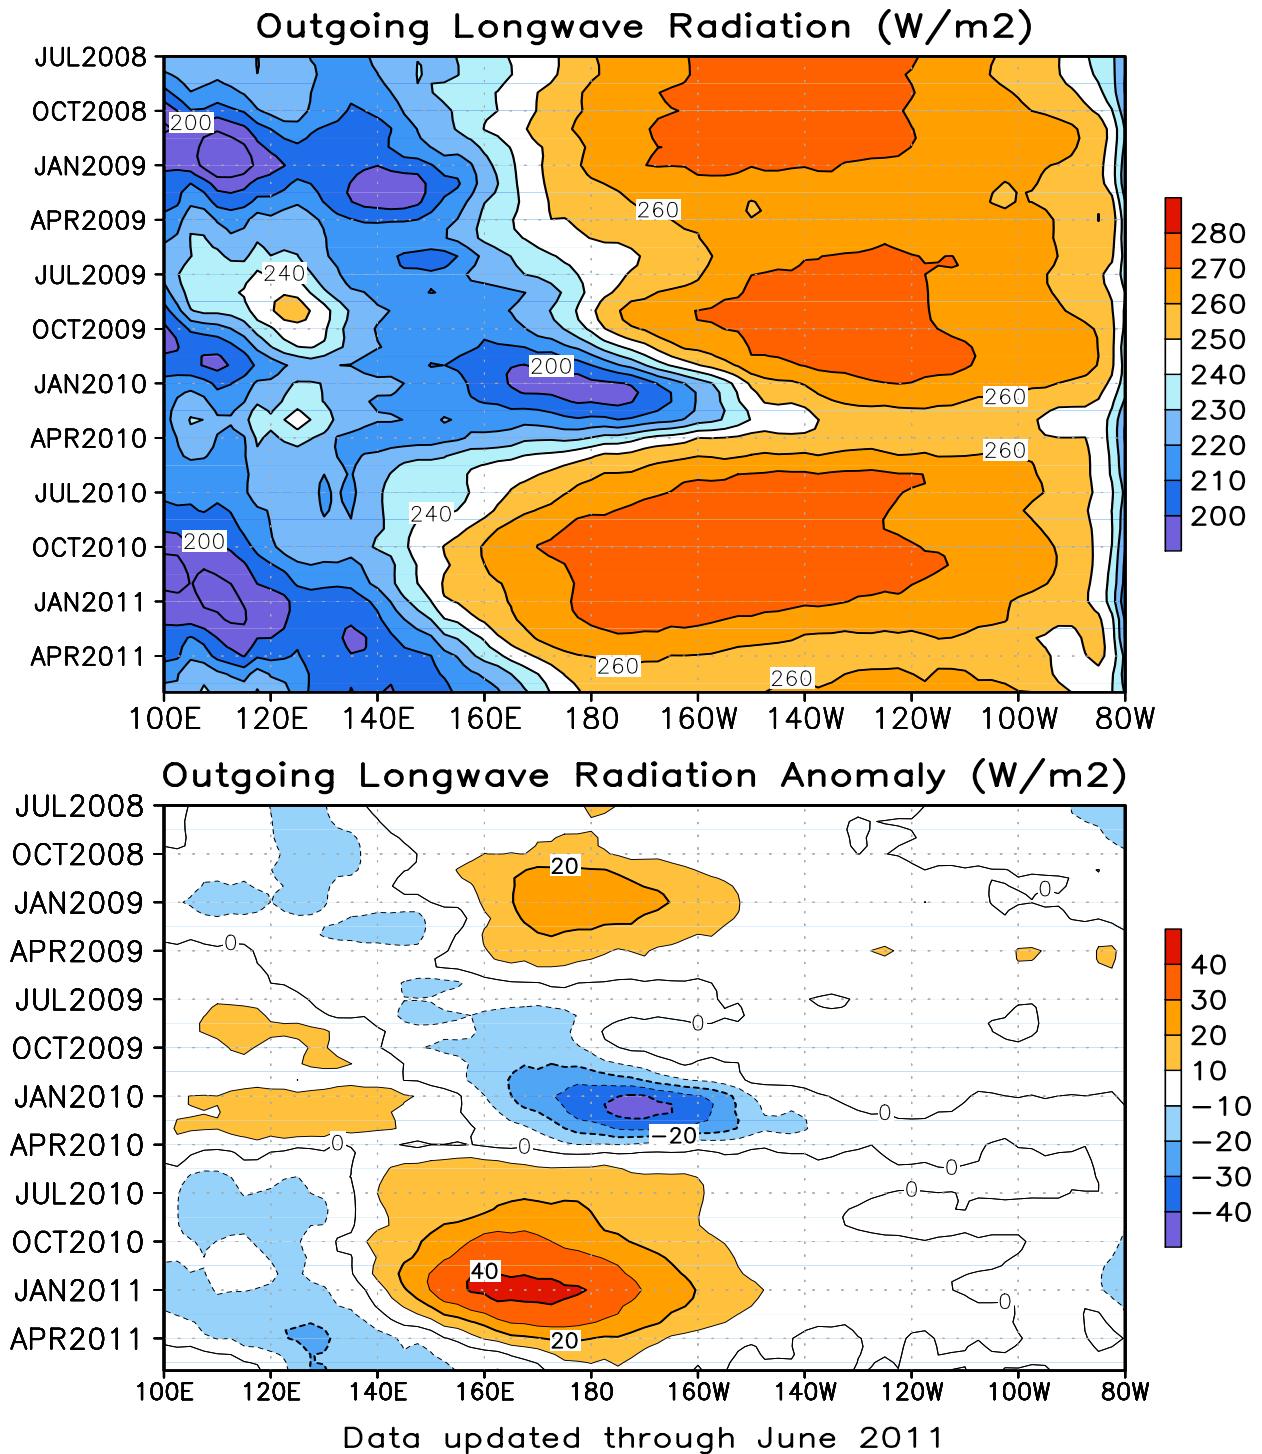 Outgoing Longwave Radiation (W/m2)
JUL2008
OCT2008
200
JAN2009
APR2009
260
280
JUL2009
240
270
260
OCT2009
250
JAN2010
200
240
260
230
APR2010
260
220
JUL2010
210
240
200
OCT2010
200
JAN2011
APR2011
260
260
100E 120E 140E 160E 180 160W 140W 120W 100W 80W
Outgoing Longwave Radiation Anomaly (W/m2)
JUL2008
OCT2008
20
0
JAN2009
0
APR2009
40
JUL2009
30
0
20
OCT2009
10
JAN2010
0
-10
-20
APR2010
0
0
-20
0
-30
JUL2010
0
-40
OCT2010
40
JAN2011
0
APR2011
20
100E 120E 140E 160E 180 160W 140W 120W 100W 80W
Data updated through June 2011